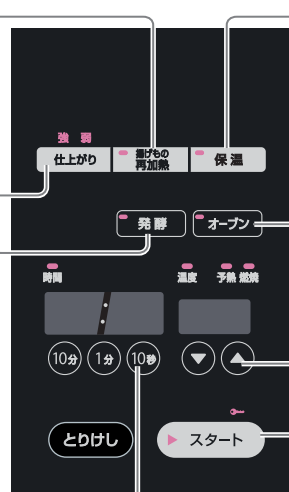 強 弱
仕上がり
揚げもの
再加熱
保温
発酵
オーブン
時間
温度
予熱 燃焼
10分
1分
10秒
とりけし
スタート